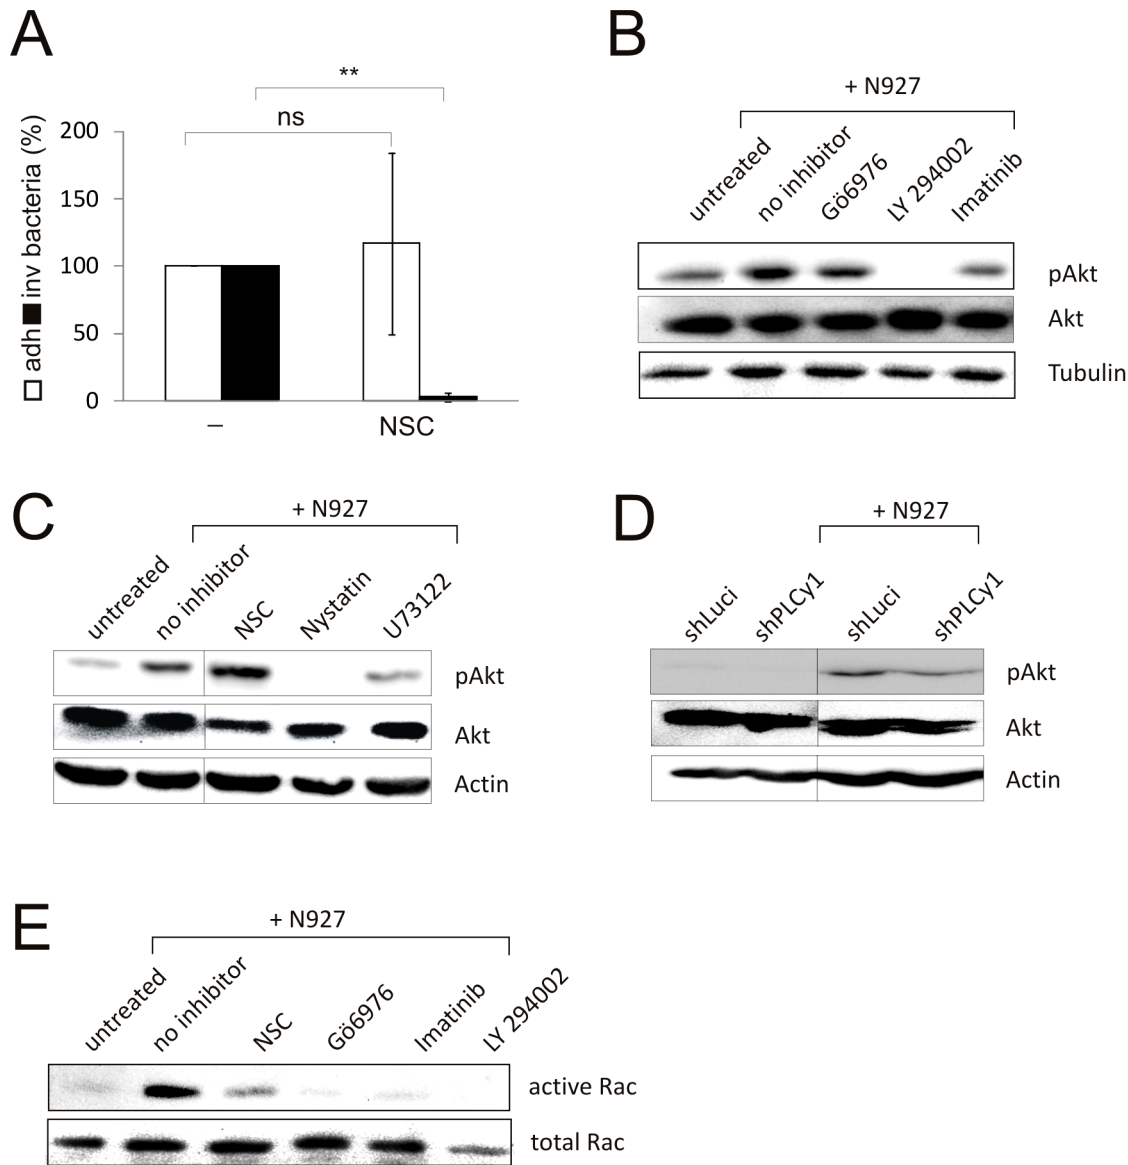 A
**
ns
200
150
100
50
0
adh inv bacteria (%)
–
NSC
B
+ N927
untreated
no inhibitor
Gö6976
LY 294002
Imatinib
pAkt
Akt
Tubulin
C
+ N927
untreated
no inhibitor
NSC
Nystatin
U73122
pAkt
Akt
Actin
D
+ N927
shLuci
shPLCγ1
shLuci
shPLCγ1
pAkt
Akt
Actin
E
+ N927
untreated
no inhibitor
NSC
Gö6976
Imatinib
LY 294002
active Rac
total Rac